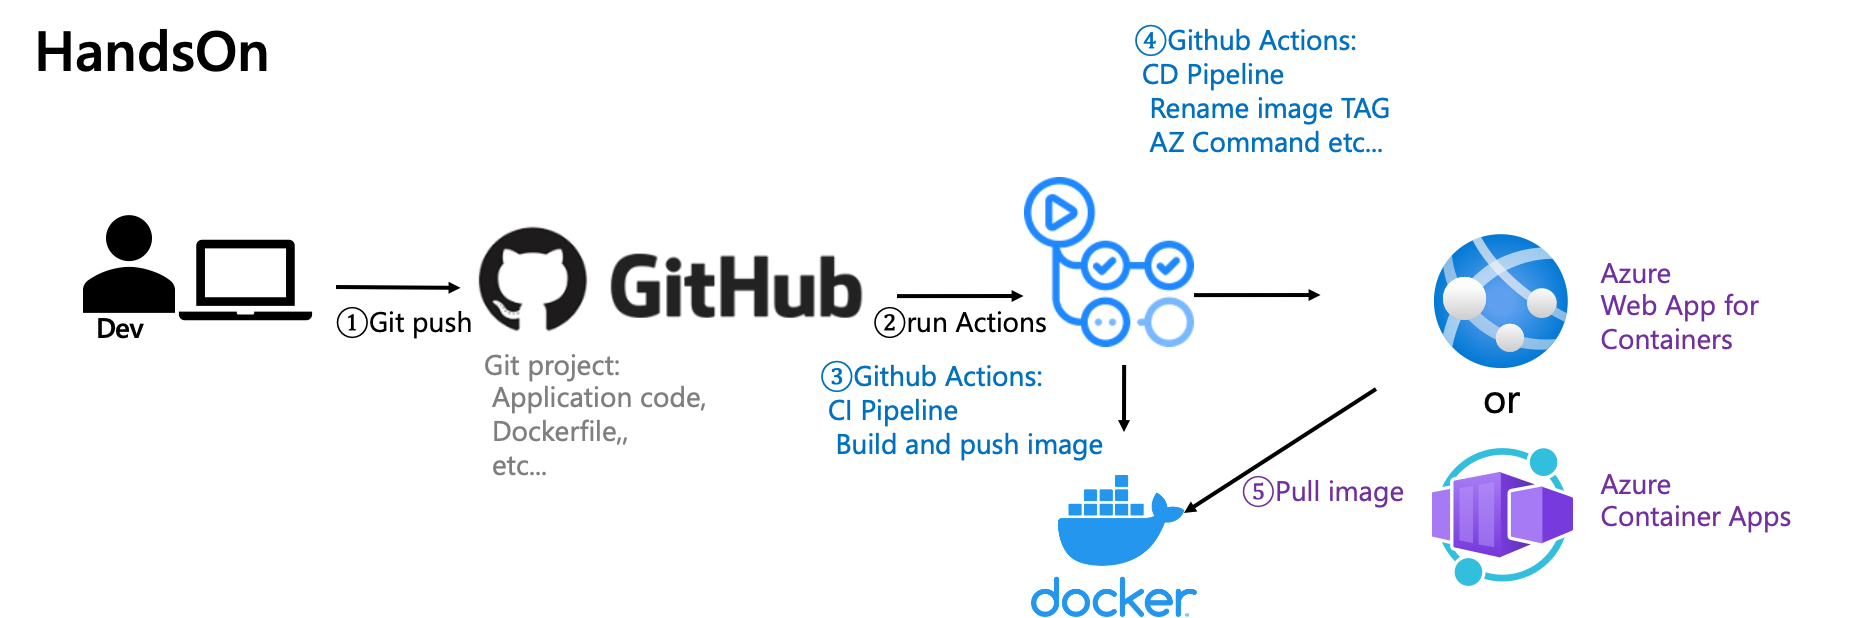 HandsOn
④Github Actions:
CD Pipeline
Rename image TAG
AZ Command etc...
Dev
①Git push
GitHub
②run Actions
Git project:
Application code,
Dockerfile,,
etc...
③Github Actions:
CI Pipeline
Build and push image
docker
⑤Pull image
Azure
Web App for
Containers
or
Azure
Container Apps